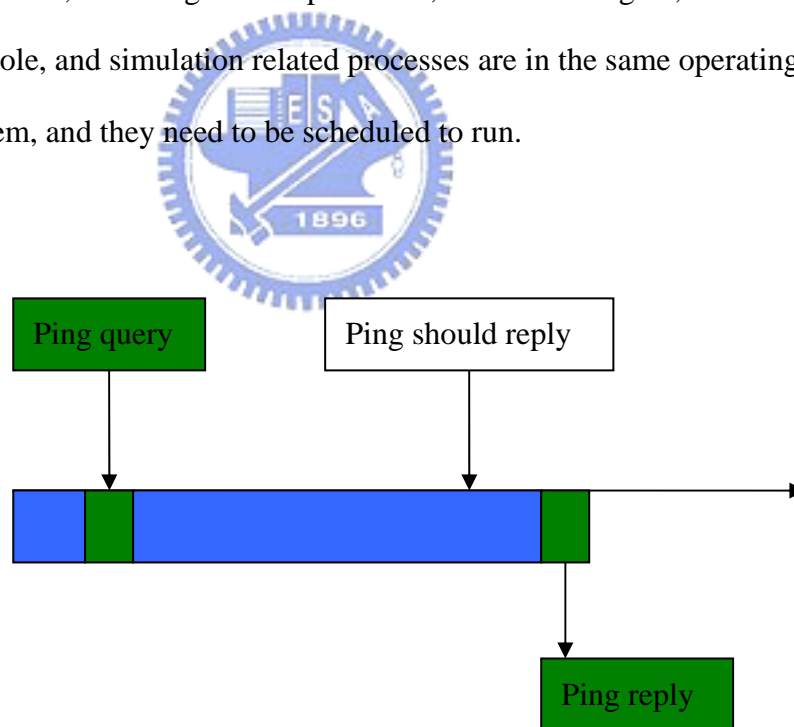 ole, and simulation related processes are in the same operating
em, and they need to be scheduled to run.
E S A
1896
Ping query
Ping should reply
Ping reply